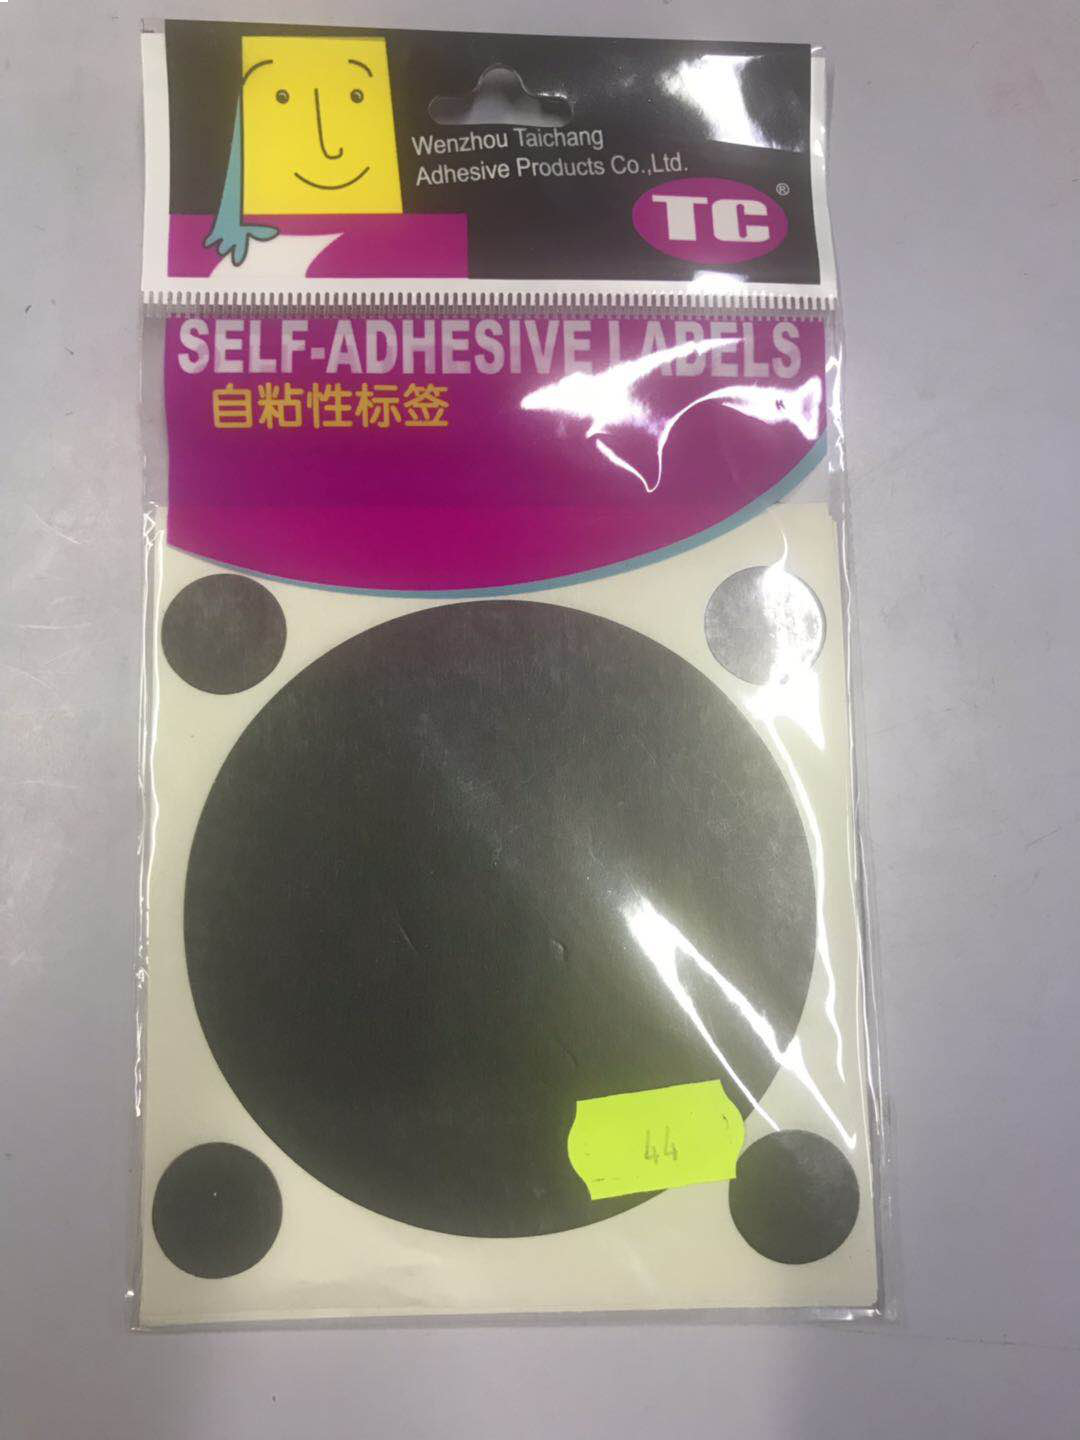 Wenzhou Taichang
Adhesive Products Co.,Ltd.
TC®
SELF-ADHESIVE LABELS
自粘性标签
44